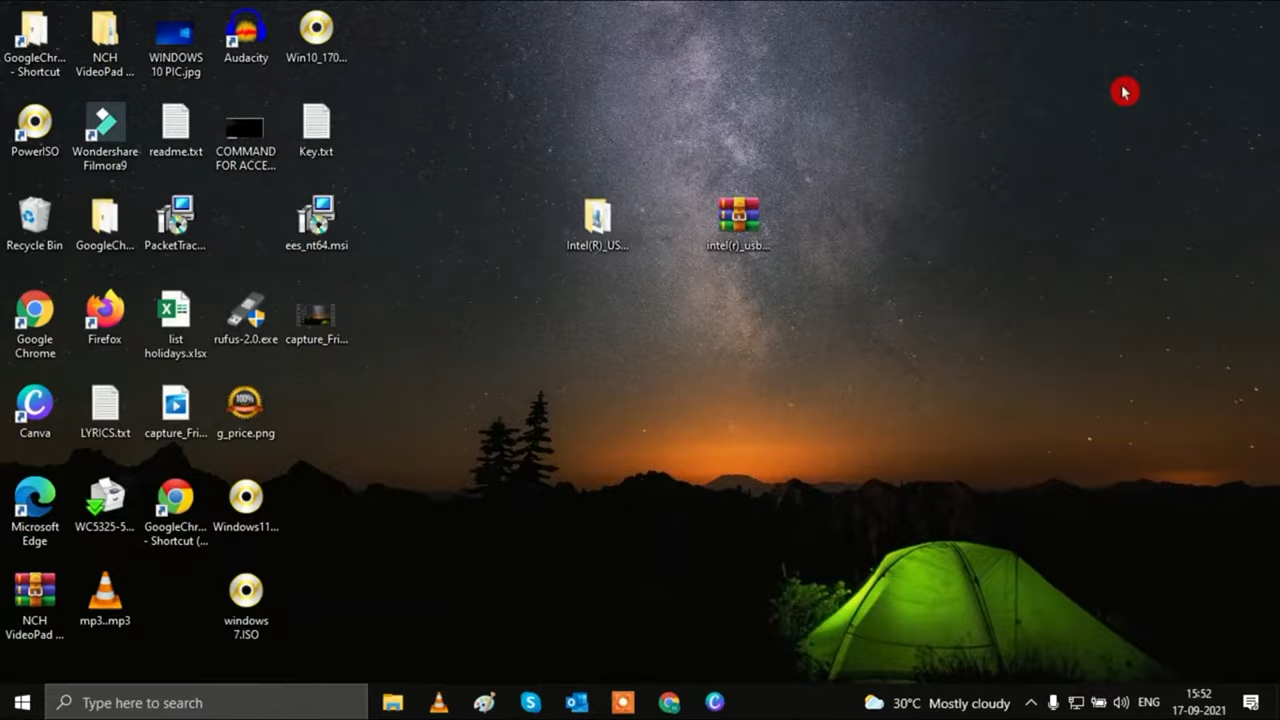 GoogleChr...
- Shortcut
NCH
VideoPad ...
WINDOWS
10 PIC.jpg
Audacity
Win10_170...
PowerISO
Wondershare
Filmora9
readme.txt
COMMAND
FOR ACCE...
Key.txt
Recycle Bin
GoogleCh...
PacketTrac...
ees_nt64.msi
Intel(R)_US...
intel(r)_usb...
Google
Chrome
Firefox
list
holidays.xlsx
rufus-2.0.exe
capture_Fri...
Canva
LYRICS.txt
capture_Fri...
100%
g_price.png
Microsoft
Edge
WC5325-5...
GoogleChr...
- Shortcut (...
Windows11...
NCH
VideoPad ...
mp3..mp3
windows
7.ISO
Type here to search
30°C Mostly cloudy
ENG
15:52
17-09-2021